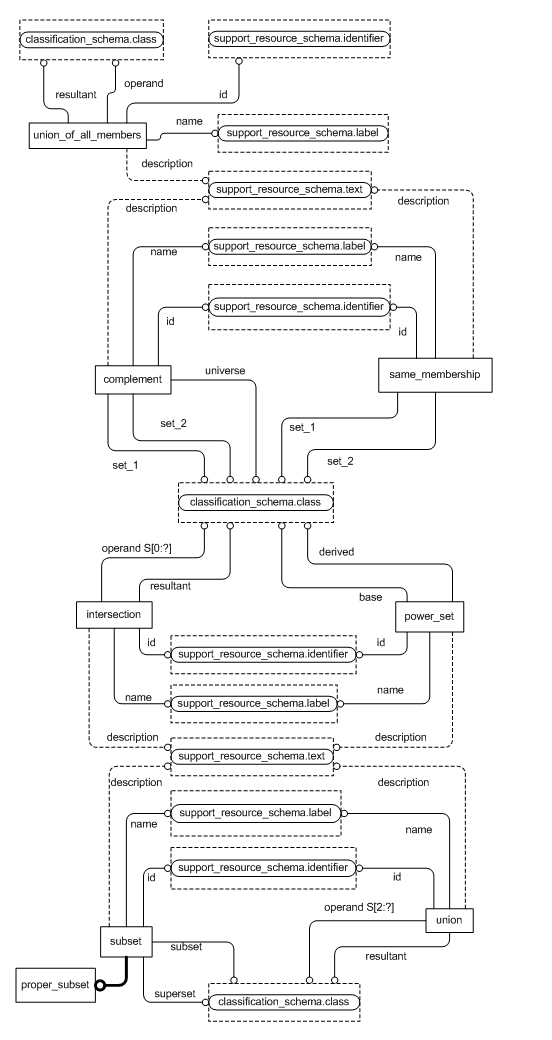 classification_schema.class
support_resource_schema.identifier
resultant
operand
id
name
union_of_all_members
support_resource_schema.label
description
support_resource_schema.text
description
description
name
support_resource_schema.label
name
support_resource_schema.identifier
id
id
complement
universe
same_membership
set_2
set_1
set_1
set_2
classification_schema.class
operand S[0:?]
derived
resultant
base
intersection
power_set
id
id
support_resource_schema.identifier
name
support_resource_schema.label
name
description
description
support_resource_schema.text
description
description
support_resource_schema.label
name
name
support_resource_schema.identifier
id
id
operand S[2:?]
union
subset
subset
resultant
proper_subset
superset
classification_schema.class